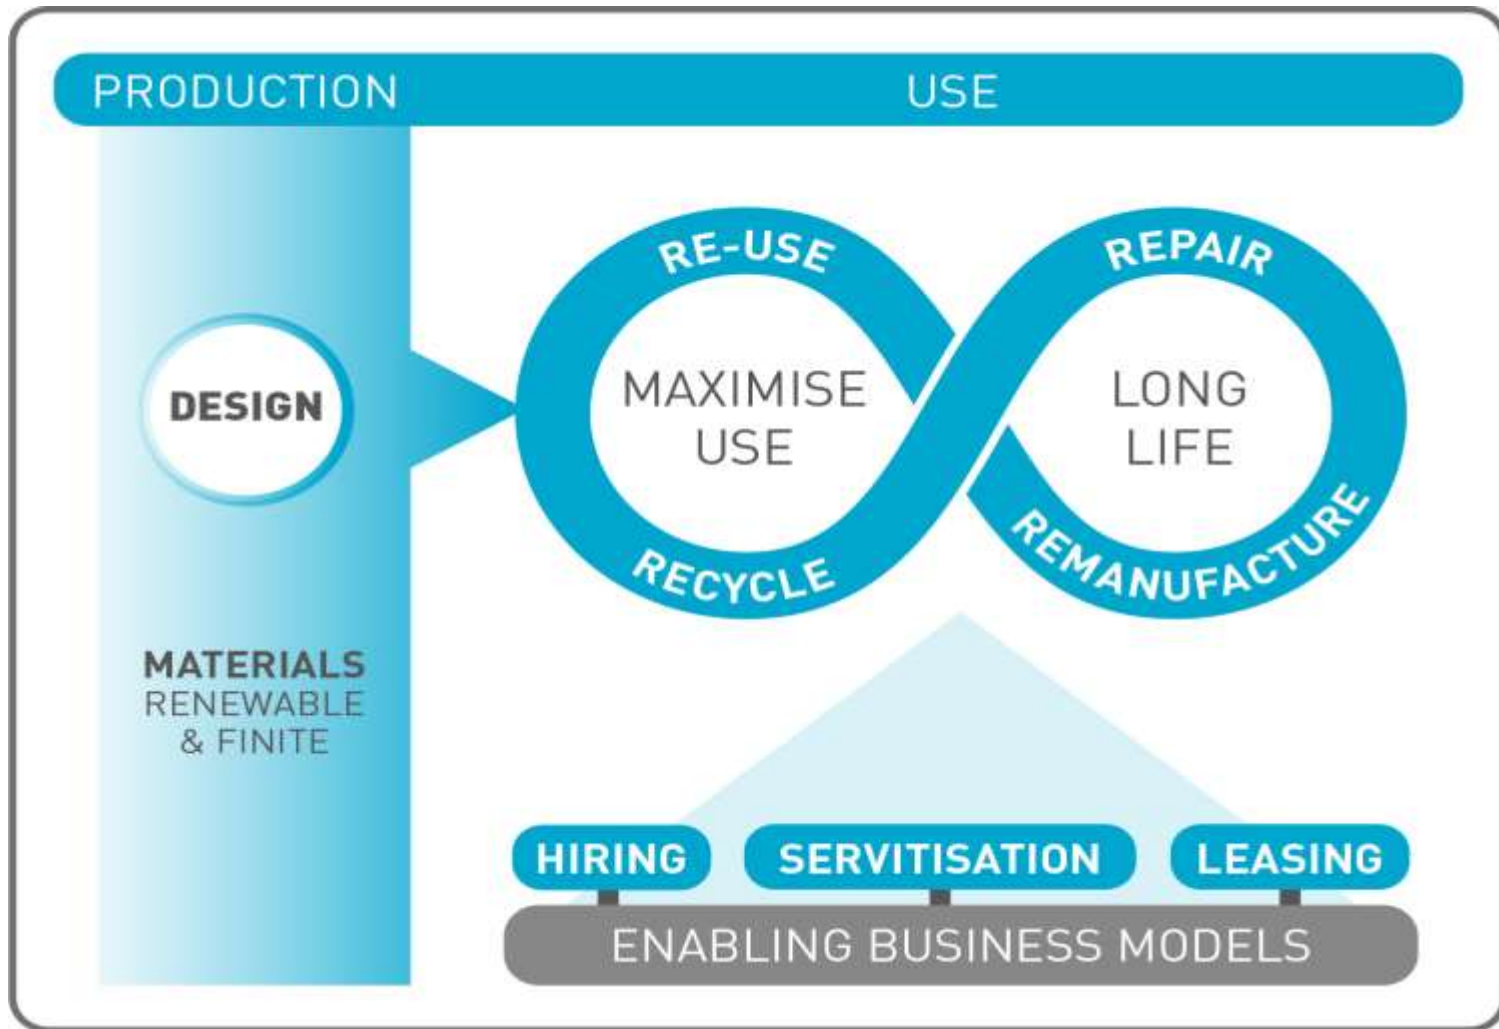 PRODUCTION
USE
DESIGN
MATERIALS
RENEWABLE
& FINITE
RE-USE
MAXIMISE
USE
RECYCLE
REPAIR
LONG
LIFE
REMANUFACTURE
HIRING
SERVITISATION
LEASING
ENABLING BUSINESS MODELS